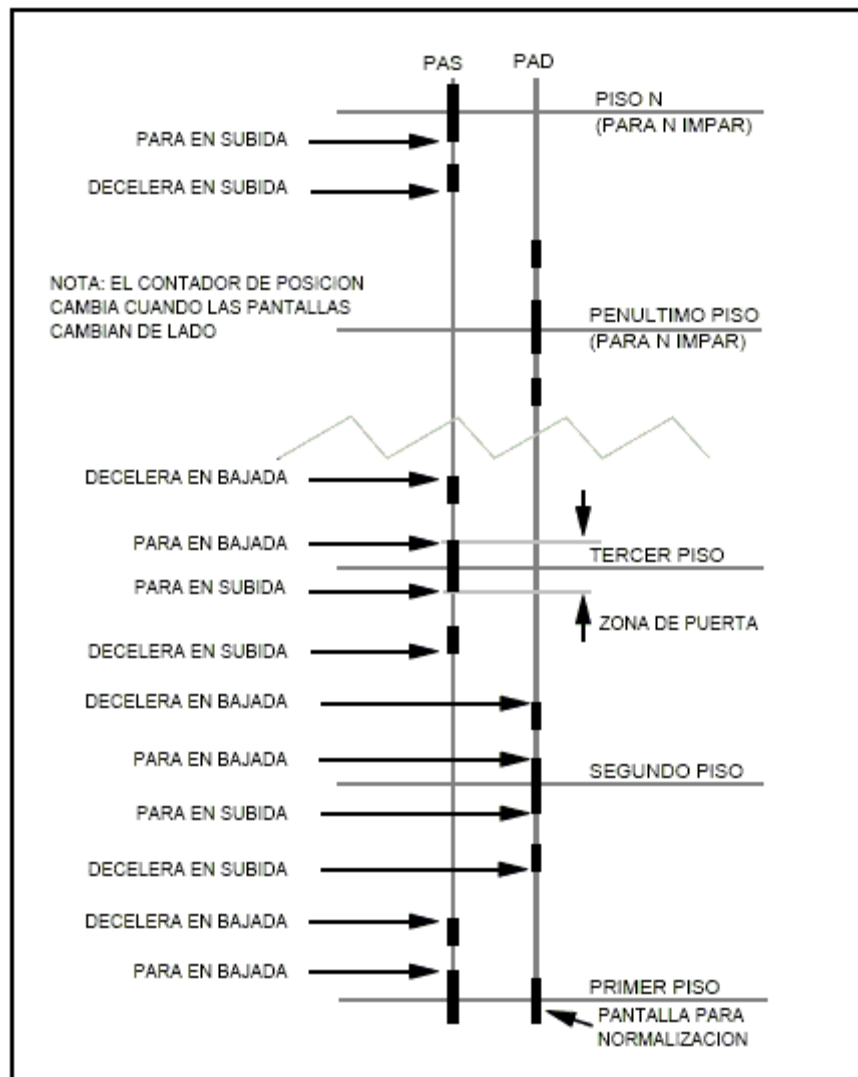 PAS
PAD
PISO N
(PARA N IMPAR)
PARA EN SUBIDA
DECELERA EN SUBIDA
NOTA: EL CONTADOR DE POSICION
CAMBIA CUANDO LAS PANTALLAS
CAMBIAN DE LADO
PENULTIMO PISO
(PARA N IMPAR)
DECELERA EN BAJADA
PARA EN BAJADA
TERCER PISO
PARA EN SUBIDA
ZONA DE PUERTA
DECELERA EN SUBIDA
DECELERA EN BAJADA
PARA EN BAJADA
SEGUNDO PISO
PARA EN SUBIDA
DECELERA EN SUBIDA
DECELERA EN BAJADA
PARA EN BAJADA
PRIMER PISO
PANTALLA PARA
NORMALIZACION